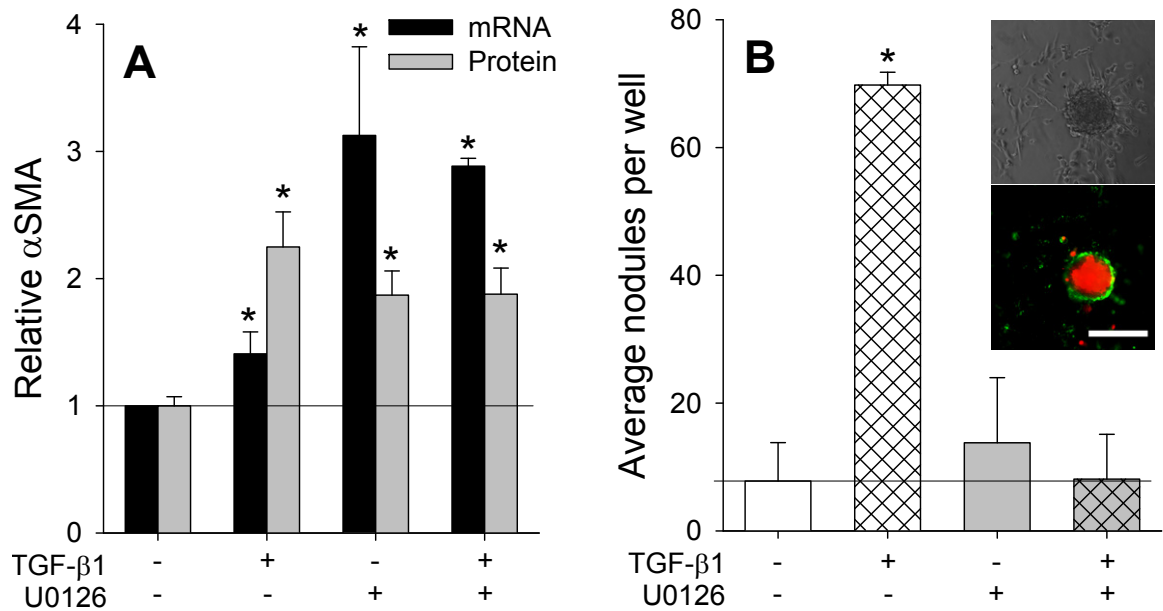 A
mRNA
Protein
Relative αSMA
4
3
2
1
0
* * * * * *
TGF-β1 - + - +
U0126 - - + +
B
Average nodules per well
80
60
40
20
0
*
TGF-β1 - + - +
U0126 - - + +